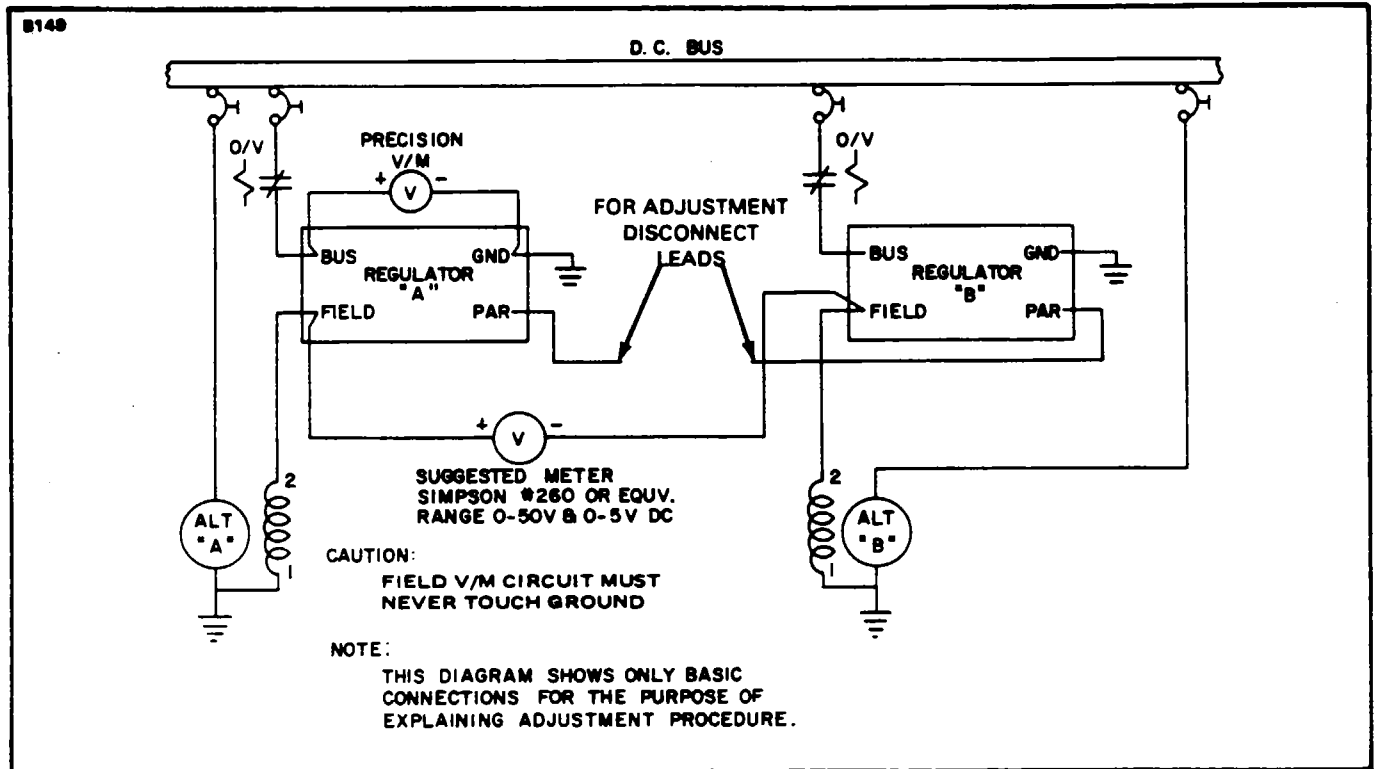 B149
D. C. BUS
O/V
PRECISION
V/M
+ V -
O/V
FOR ADJUSTMENT
DISCONNECT
LEADS
BUS GND
REGULATOR
"A"
FIELD PAR
BUS GND
REGULATOR
"B"
FIELD PAR
+ V -
SUGGESTED METER
SIMPSON #260 OR EQUV.
RANGE 0-50V & 0-5V DC
2
ALT
"A"
1
2
ALT
"B"
1
CAUTION:
FIELD V/M CIRCUIT MUST
NEVER TOUCH GROUND
NOTE:
THIS DIAGRAM SHOWS ONLY BASIC
CONNECTIONS FOR THE PURPOSE OF
EXPLAINING ADJUSTMENT PROCEDURE.